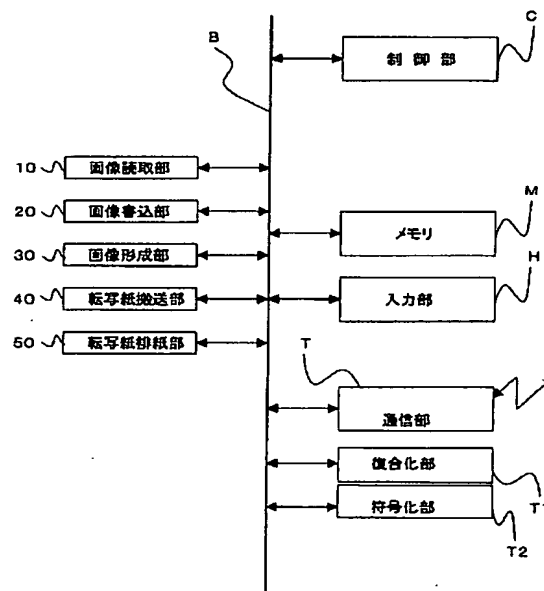 C
B
制御部
10 画像読取部
20 画像書込部
30 画像形成部
40 転写紙搬送部
50 転写紙排紙部
M
メモリ
H
入力部
T
通信部
復合化部
T1
符号化部
T2